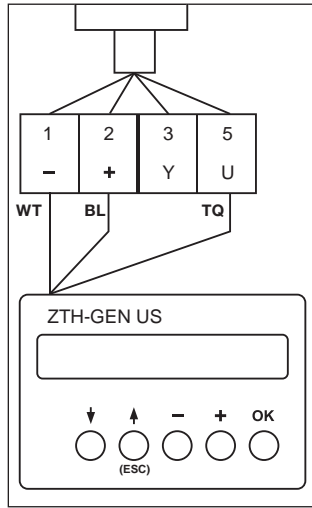 1 2 3 5
− + Y U
WT BL TQ
ZTH-GEN US
− + OK
(ESC)